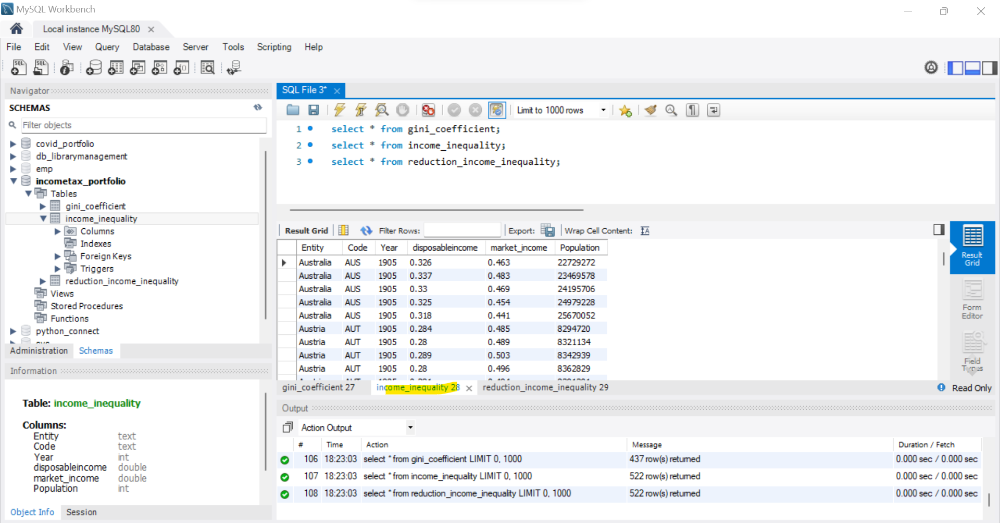 MySQL Workbench
Local instance MySQL80
File Edit View Query Database Server Tools Scripting Help
Navigator
SCHEMAS
Filter objects
covid_portfolio
db_librarymanagement
emp
incometax_portfolio
Tables
gini_coefficient
income_inequality
Columns
Indexes
Foreign Keys
Triggers
reduction_income_inequality
Views
Stored Procedures
Functions
python_connect
Administration Schemas
Information
Table: income_inequality
Columns:
Entity text
Code text
Year int
disposableincome double
market_income double
Population int
Object Info Session
SQL File 3*
Limit to 1000 rows
1 select * from gini_coefficient;
2 select * from income_inequality;
3 select * from reduction_income_inequality;
Result Grid Filter Rows: Export: Wrap Cell Content:
Entity Code Year disposableincome market_income Population
Australia AUS 1905 0.326 0.463 22729272
Australia AUS 1905 0.337 0.483 23469578
Australia AUS 1905 0.33 0.469 24195706
Australia AUS 1905 0.325 0.454 24979228
Australia AUS 1905 0.318 0.441 25670052
Austria AUT 1905 0.284 0.485 8294720
Austria AUT 1905 0.28 0.489 8321134
Austria AUT 1905 0.289 0.503 8342939
Austria AUT 1905 0.28 0.496 8362829
Result
Grid
Form
Editor
Field
Types
gini_coefficient 27 income_inequality 28 reduction_income_inequality 29
Read Only
Output
Action Output
# Time Action Message Duration / Fetch
106 18:23:03 select * from gini_coefficient LIMIT 0, 1000 437 row(s) returned 0.000 sec / 0.000 sec
107 18:23:03 select * from income_inequality LIMIT 0, 1000 522 row(s) returned 0.000 sec / 0.000 sec
108 18:23:03 select * from reduction_income_inequality LIMIT 0, 1000 522 row(s) returned 0.000 sec / 0.000 sec